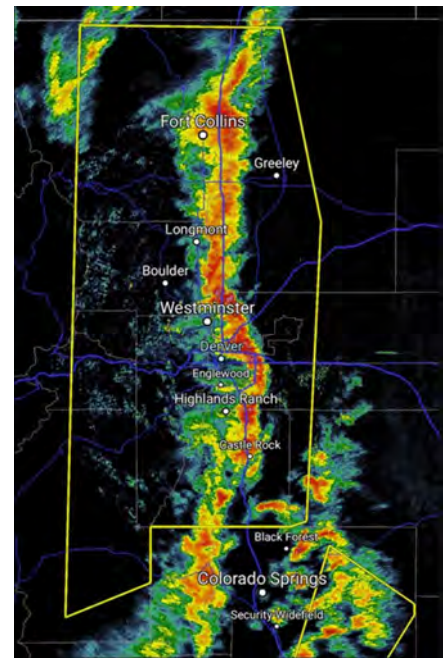 Fort Collins
Greeley
Longmont
Boulder
Westminster
Denver
Englewood
Highlands Ranch
Castle Rock
Black Forest
Colorado Springs
Security Widefield